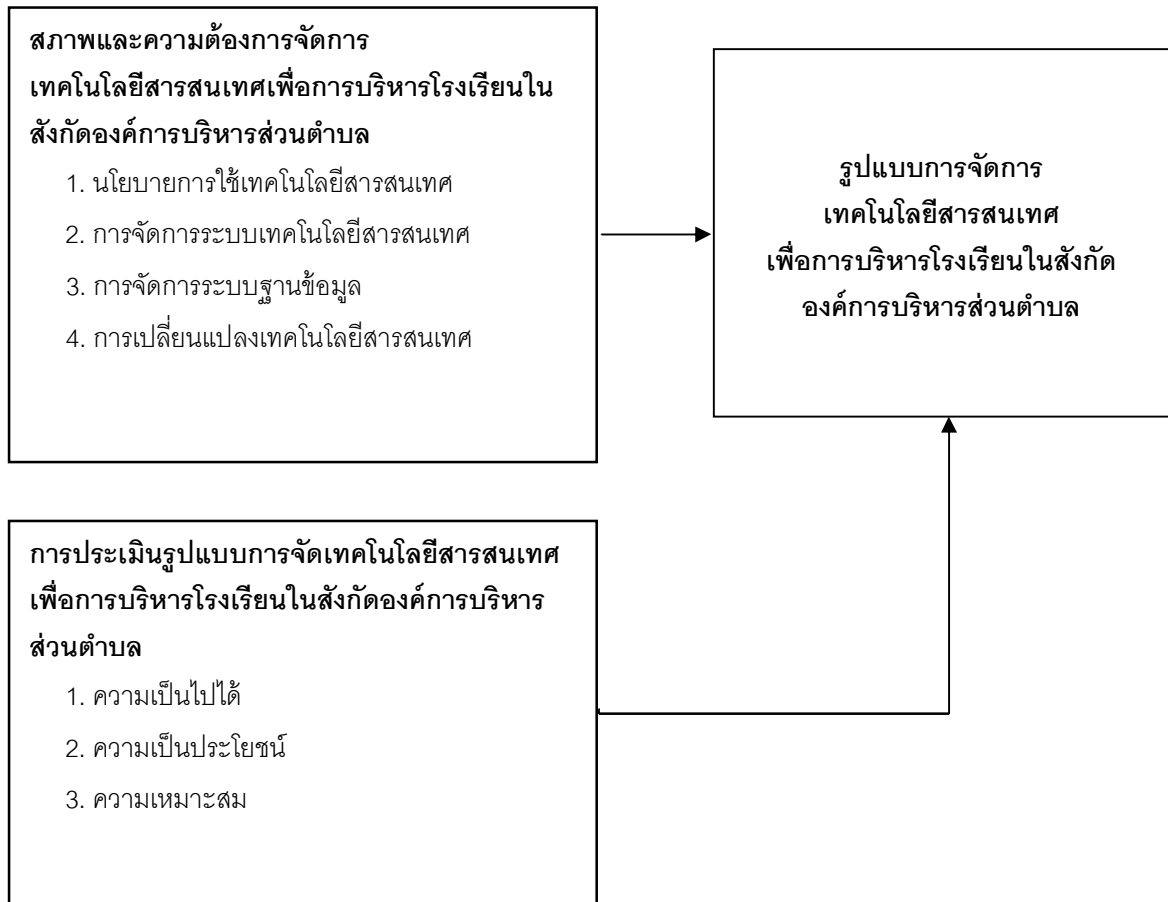 สภาพและความต้องการจัดการ
เทคโนโลยีสารสนเทศเพื่อการบริหารโรงเรียนใน
สังกัดองค์การบริหารส่วนตำบล
1. นโยบายการใช้เทคโนโลยีสารสนเทศ
2. การจัดการระบบเทคโนโลยีสารสนเทศ
3. การจัดการระบบฐานข้อมูล
4. การเปลี่ยนแปลงเทคโนโลยีสารสนเทศ
รูปแบบการจัดการ
เทคโนโลยีสารสนเทศ
เพื่อการบริหารโรงเรียนในสังกัด
องค์การบริหารส่วนตำบล
การประเมินรูปแบบการจัดเทคโนโลยีสารสนเทศ
เพื่อการบริหารโรงเรียนในสังกัดองค์การบริหาร
ส่วนตำบล
1. ความเป็นไปได้
2. ความเป็นประโยชน์
3. ความเหมาะสม